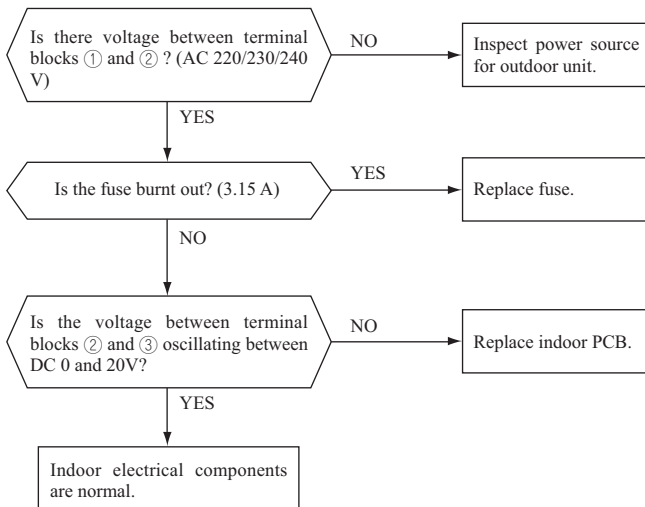 Is there voltage between terminal
blocks ① and ② ? (AC 220/230/240
V)
NO
Inspect power source
for outdoor unit.
YES
Is the fuse burnt out? (3.15 A)
YES
Replace fuse.
NO
Is the voltage between terminal
blocks ② and ③ oscillating between
DC 0 and 20V?
NO
Replace indoor PCB.
YES
Indoor electrical components
are normal.